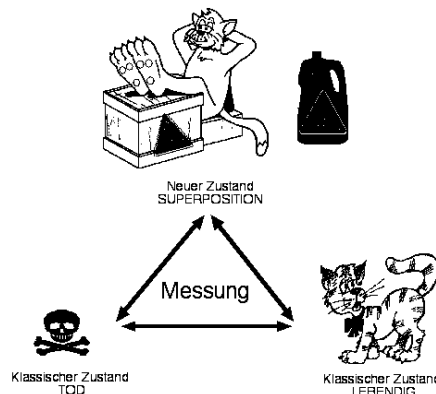 Neuer Zustand
SUPERPOSITION
Messung
Klassischer Zustand
TOD
Klassischer Zustand
LEBENDIG